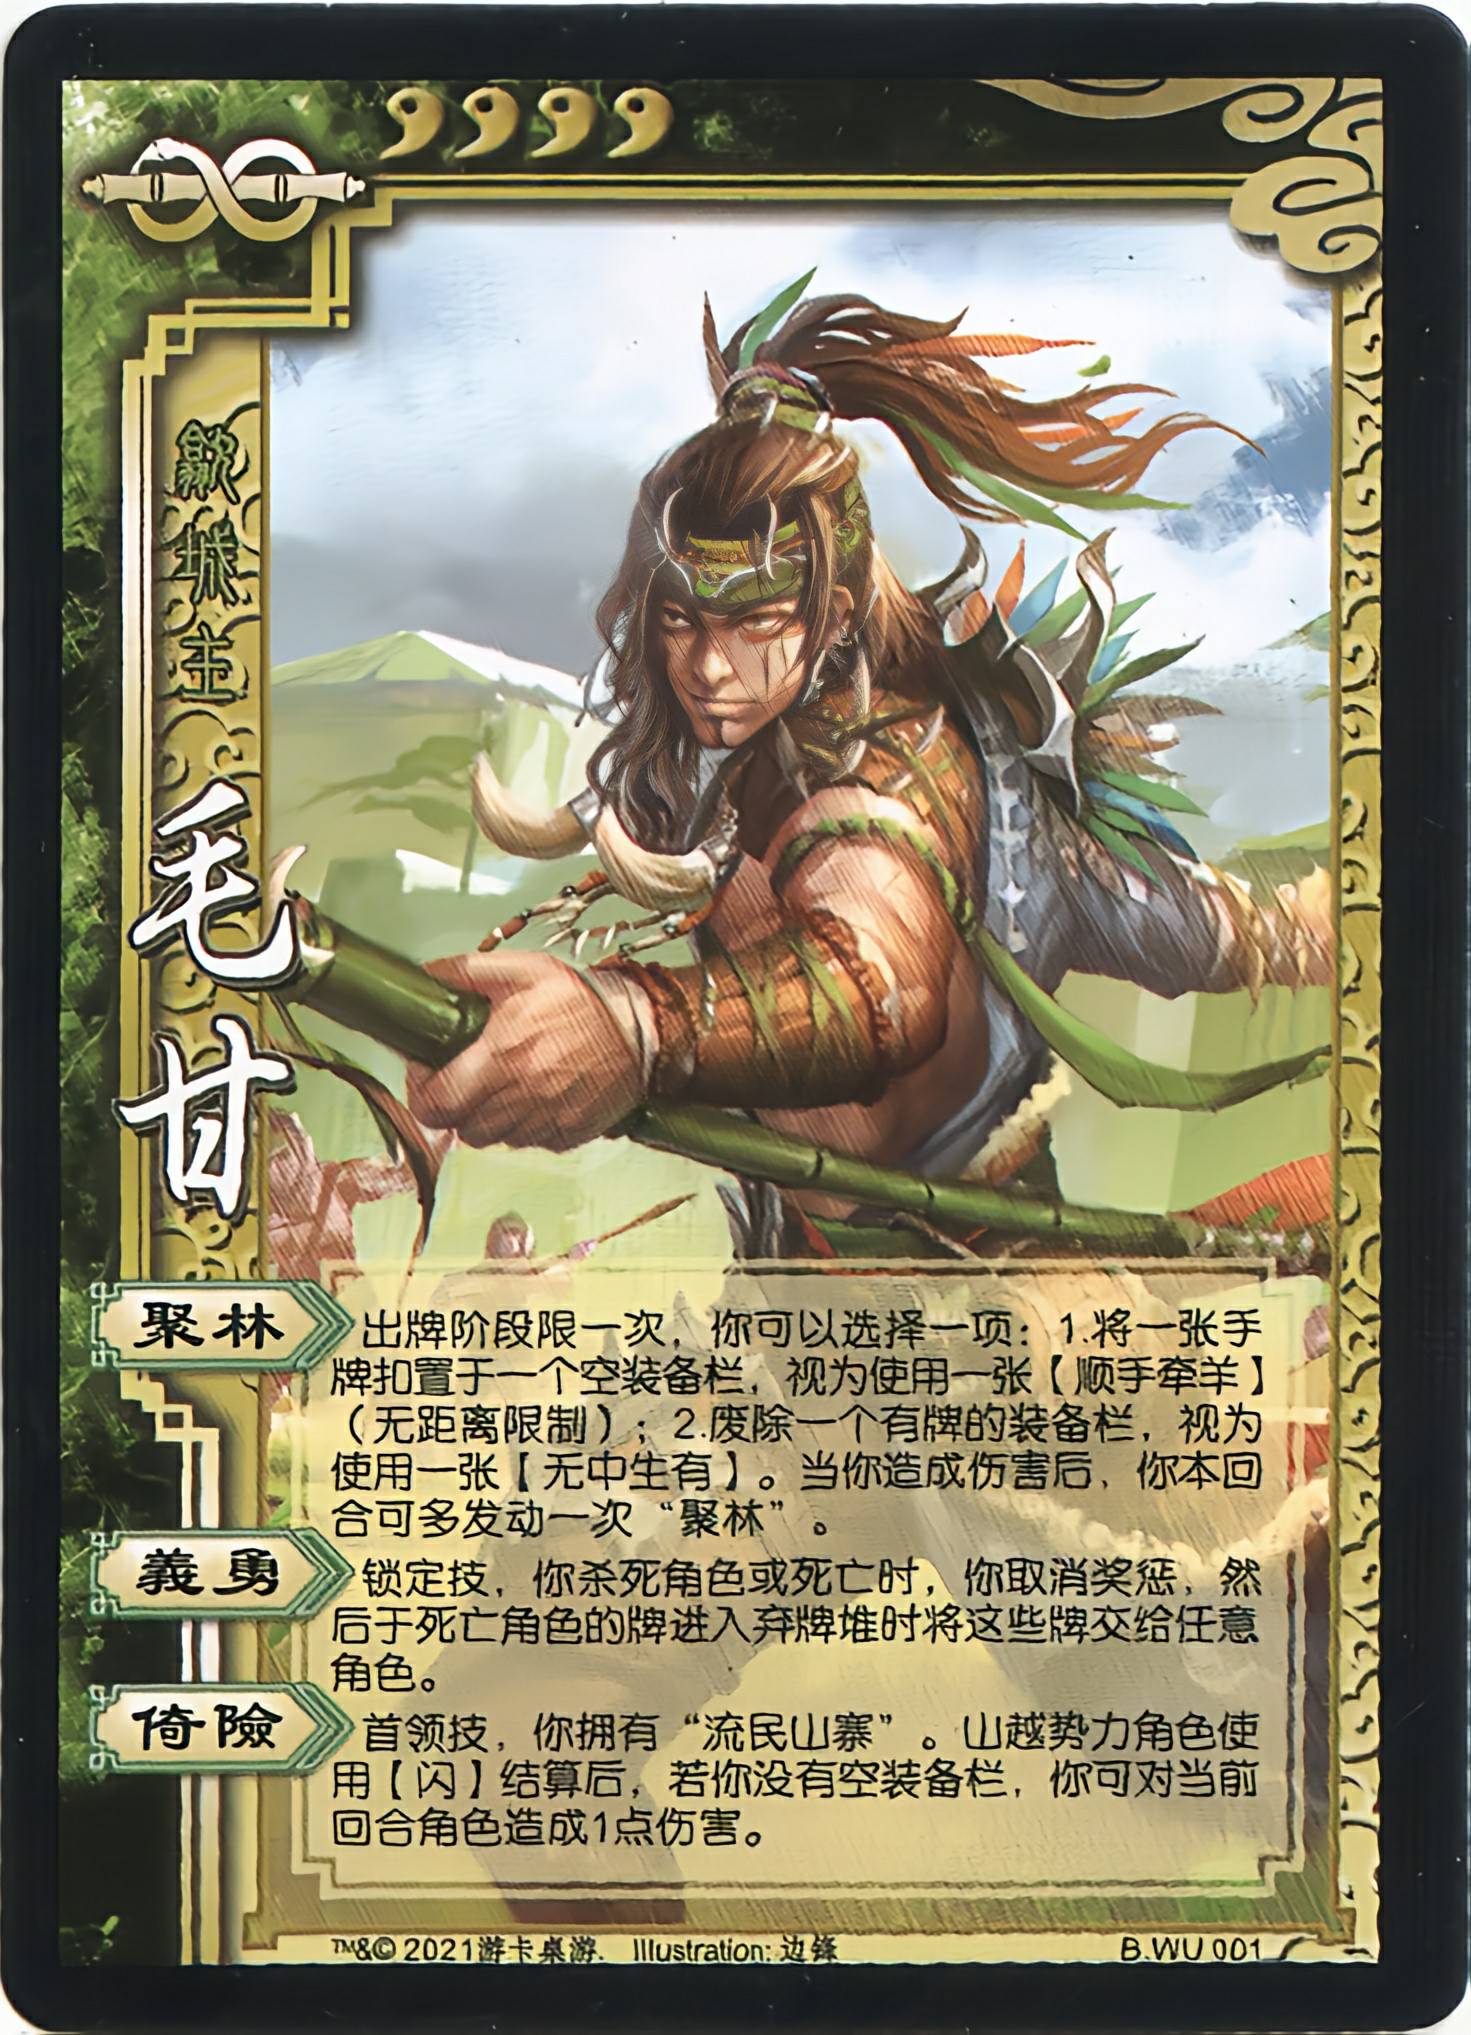 歙城主
毛甘
聚林
出牌阶段限一次，你可以选择一项：1.将一张手
牌扣置于一个空装备栏，视为使用一张【顺手牵羊】
（无距离限制）；2.废除一个有牌的装备栏，视为
使用一张【无中生有】。当你造成伤害后，你本回
合可多发动一次“聚林”。
義勇
锁定技，你杀死角色或死亡时，你取消奖惩，然
后于死亡角色的牌进入弃牌堆时将这些牌交给任意
角色。
倚險
首领技，你拥有“流民山寨”。山越势力角色使
用【闪】结算后，若你没有空装备栏，你可对当前
回合角色造成1点伤害。
™&© 2021游卡桌游. Illustration: 边锋
B.WU 001